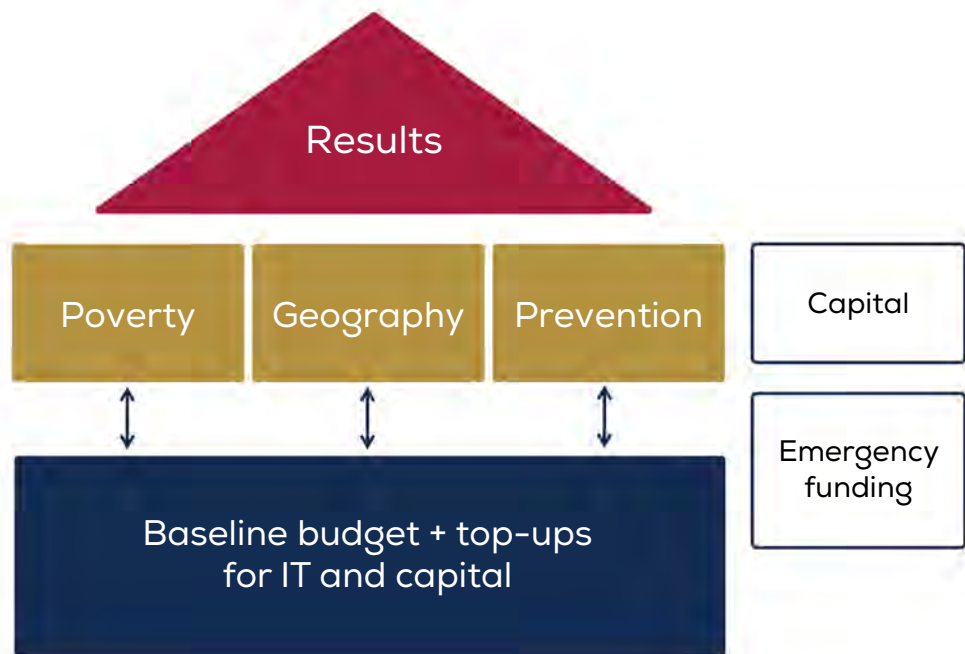 Results
Poverty
Geography
Prevention
Capital
Emergency
funding
Baseline budget + top-ups
for IT and capital